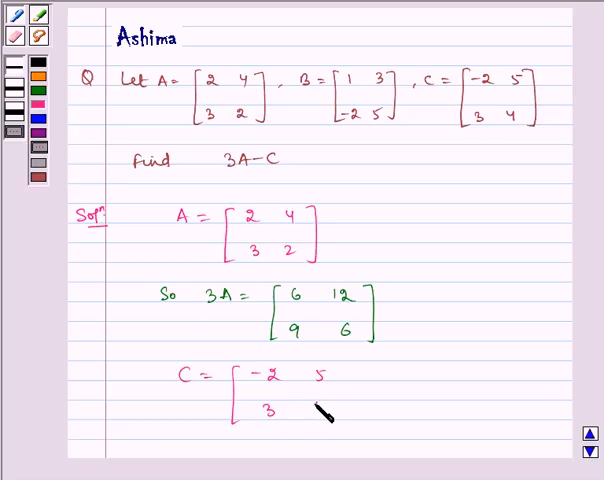 Ashima
Q Let A = [ 2 4 , B = [ 1 3 , C = [ -2 5
3 2 ] -2 5 ] 3 4 ]
Find 3A-C
Solⁿ: A = [ 2 4
3 2 ]
So 3A = [ 6 12
9 6 ]
C = [ -2 5
3